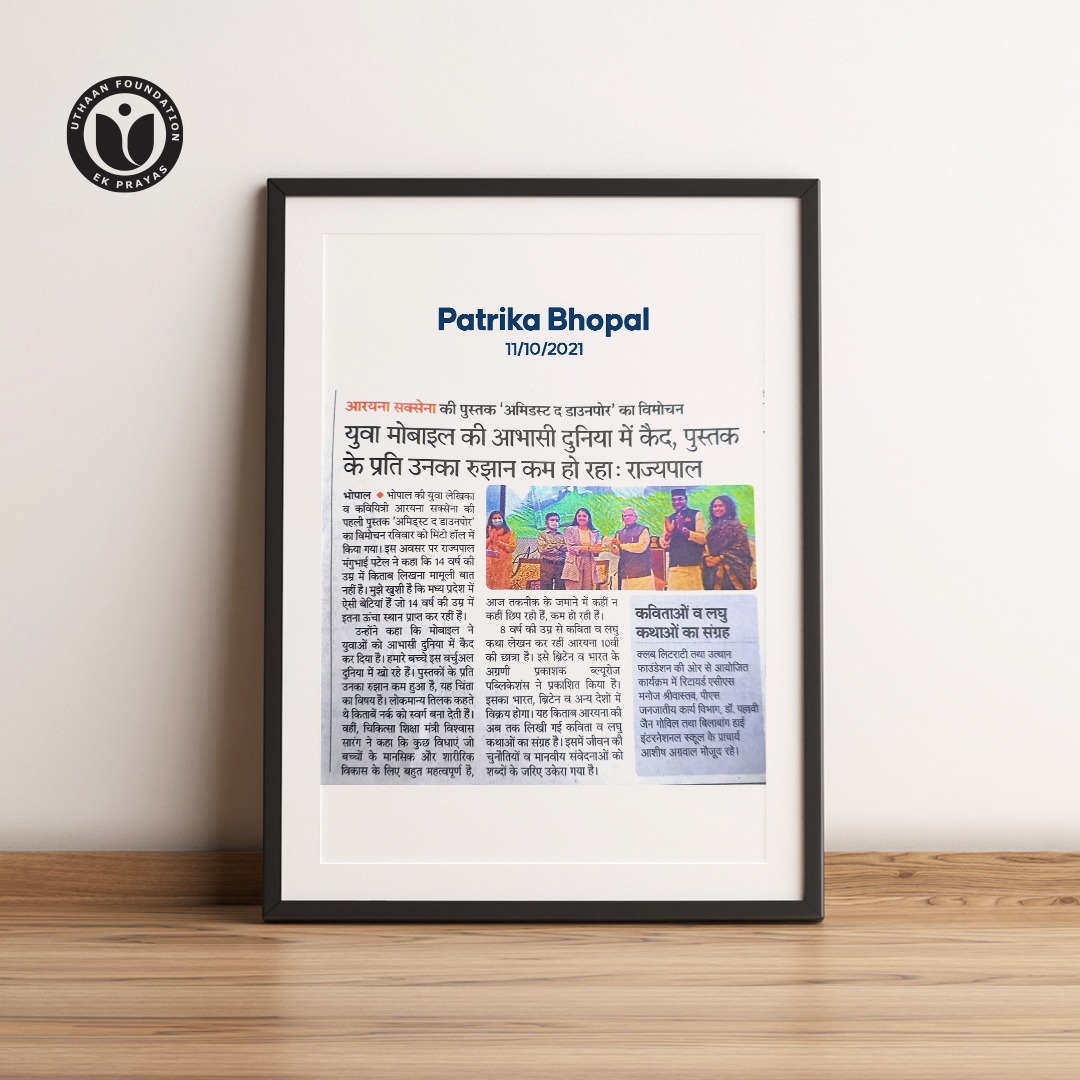 UTHAAN FOUNDATION
EK PRAYAS
Patrika Bhopal
11/10/2021
आरयना सक्सेना की पुस्तक ‘अमिडस्ट द डाउनपोर’ का विमोचन
युवा मोबाइल की आभासी दुनिया में कैद, पुस्तक
के प्रति उनका रुझान कम हो रहा: राज्यपाल
भोपाल ◆ भोपाल की युवा लेखिका
व कवियित्री आरयना सक्सेना की
पहली पुस्तक ‘अमिड्स्ट द डाउनपोर’
का विमोचन रविवार को मिंटो हॉल में
किया गया। इस अवसर पर राज्यपाल
मंगुभाई पटेल ने कहा कि 14 वर्ष की
उम्र में किताब लिखना मामूली बात
नहीं है। मुझे खुशी है कि मध्य प्रदेश में
ऐसी बेटियां हैं जो 14 वर्ष की उम्र में
इतना ऊंचा स्थान प्राप्त कर रहीं हैं।
उन्होंने कहा कि मोबाइल ने
युवाओं को आभासी दुनिया में कैद
कर दिया है। हमारे बच्चे इस वर्चुअल
दुनिया में खो रहे हैं। पुस्तकों के प्रति
उनका रुझान कम हुआ है, यह चिंता
का विषय है। लोकमान्य तिलक कहते
थे किताबें नर्क को स्वर्ग बना देती हैं।
वहीं, चिकित्सा शिक्षा मंत्री विश्वास
सारंग ने कहा कि कुछ विधाएं जो
बच्चों के मानसिक और शारीरिक
विकास के लिए बहुत महत्वपूर्ण है,
आज तकनीक के जमाने में कहीं न
कहीं छिप रही हैं, कम हो रही हैं।
8 वर्ष की उम्र से कविता व लघु
कथा लेखन कर रहीं आरयना 10वीं
की छात्रा है। इसे ब्रिटेन व भारत के
अग्रणी प्रकाशक ब्ल्यूरोज
पब्लिकेशंस ने प्रकाशित किया है।
इसका भारत, ब्रिटेन व अन्य देशों में
विक्रय होगा। यह किताब आरयना की
अब तक लिखी गई कविता व लघु
कथाओं का संग्रह है। इसमें जीवन की
चुनौतियों व मानवीय संवेदनाओं को
शब्दों के जरिए उकेरा गया है।
कविताओं व लघु
कथाओं का संग्रह
क्लब लिटराटी तथा उत्थान
फाउंडेशन की ओर से आयोजित
कार्यक्रम में रिटायर्ड एसीएस
मनोज श्रीवास्तव, पीएस
जनजातीय कार्य विभाग, डॉ. पल्लवी
जैन गोविल तथा बिलाबांग हाई
इंटरनेशनल स्कूल के प्राचार्य
आशीष अग्रवाल मौजूद रहे।